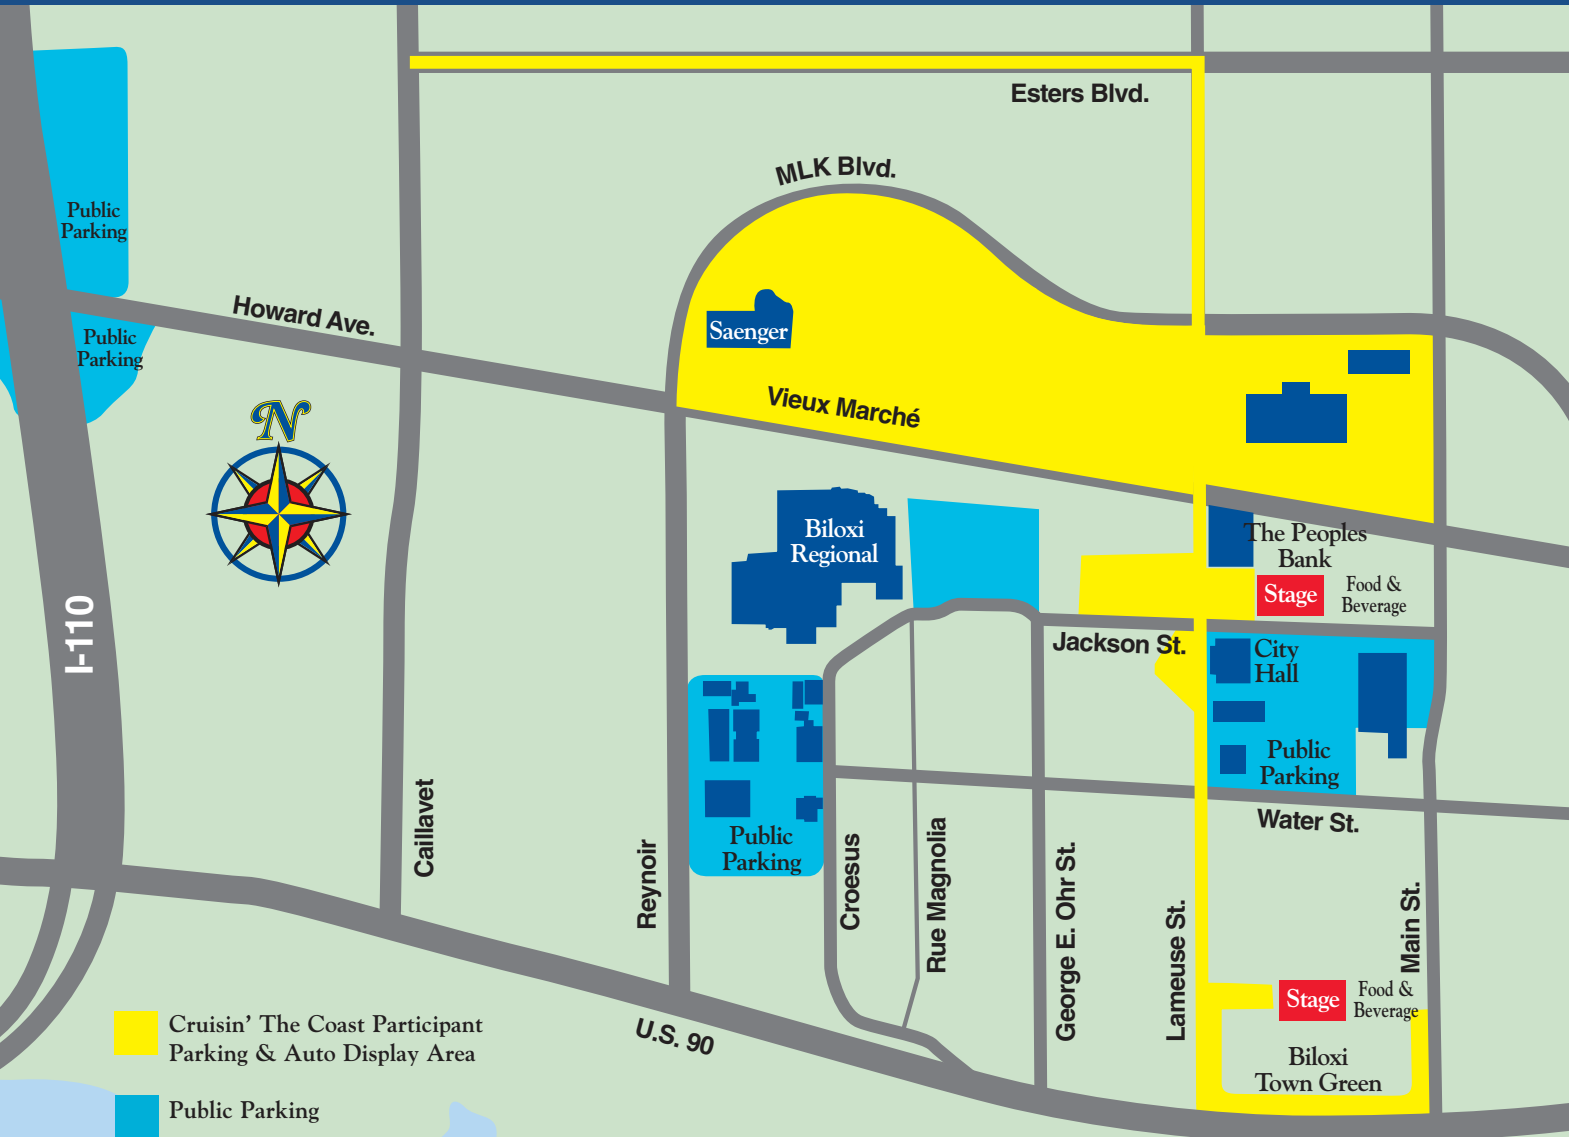 Esters Blvd.
MLK Blvd.
Public
Parking
Howard Ave.
Public
Parking
Saenger
Vieux Marché
N
Biloxi
Regional
The Peoples
Bank
Stage
Food &
Beverage
I-110
Jackson St.
City
Hall
Public
Parking
Water St.
Caillavet
Reynoir
Public
Parking
Croesus
Rue Magnolia
George E. Ohr St.
Lameuse St.
Main St.
Stage
Food &
Beverage
Biloxi
Town Green
U.S. 90
Cruisin' The Coast Participant
Parking & Auto Display Area
Public Parking